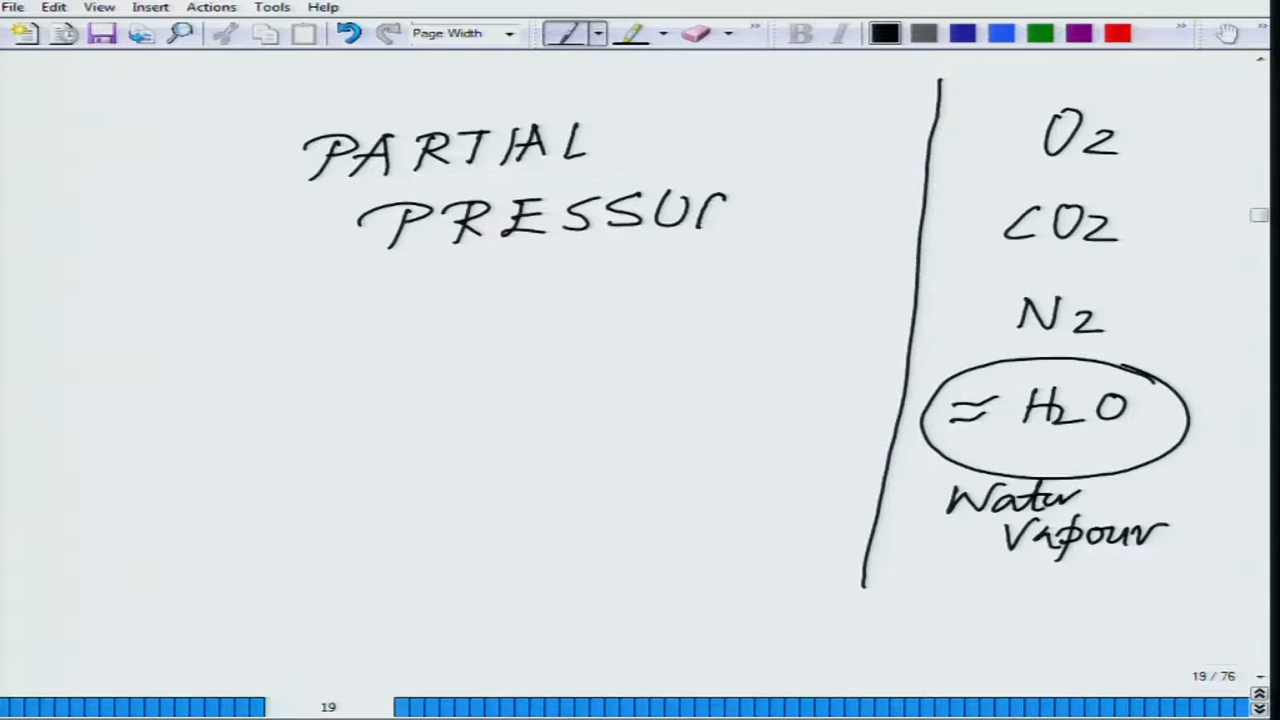 File Edit View Insert Actions Tools Help
Page Width
B I
PARTIAL
PRESSUR
O2
CO2
N2
≈ H2O
Water
Vapour
19 / 76
19